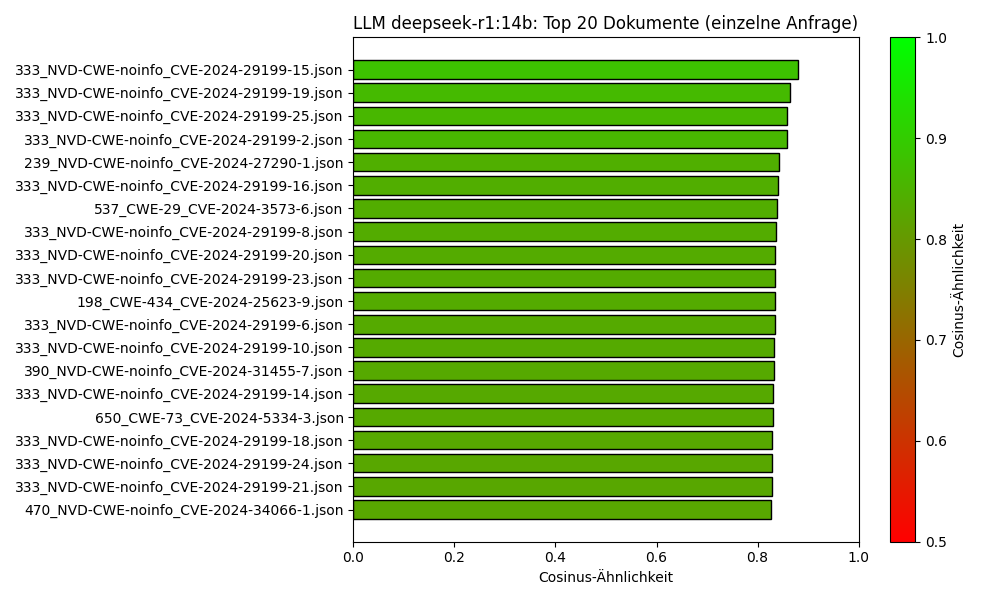 LLM deepseek-r1:14b: Top 20 Dokumente (einzelne Anfrage)
333_NVD-CWE-noinfo_CVE-2024-29199-15.json
333_NVD-CWE-noinfo_CVE-2024-29199-19.json
333_NVD-CWE-noinfo_CVE-2024-29199-25.json
333_NVD-CWE-noinfo_CVE-2024-29199-2.json
239_NVD-CWE-noinfo_CVE-2024-27290-1.json
333_NVD-CWE-noinfo_CVE-2024-29199-16.json
537_CWE-29_CVE-2024-3573-6.json
333_NVD-CWE-noinfo_CVE-2024-29199-8.json
333_NVD-CWE-noinfo_CVE-2024-29199-20.json
333_NVD-CWE-noinfo_CVE-2024-29199-23.json
198_CWE-434_CVE-2024-25623-9.json
333_NVD-CWE-noinfo_CVE-2024-29199-6.json
333_NVD-CWE-noinfo_CVE-2024-29199-10.json
390_NVD-CWE-noinfo_CVE-2024-31455-7.json
333_NVD-CWE-noinfo_CVE-2024-29199-14.json
650_CWE-73_CVE-2024-5334-3.json
333_NVD-CWE-noinfo_CVE-2024-29199-18.json
333_NVD-CWE-noinfo_CVE-2024-29199-24.json
333_NVD-CWE-noinfo_CVE-2024-29199-21.json
470_NVD-CWE-noinfo_CVE-2024-34066-1.json
0.0 0.2 0.4 0.6 0.8 1.0
Cosinus-Ähnlichkeit
1.0
0.9
0.8
0.7
0.6
0.5
Cosinus-Ähnlichkeit